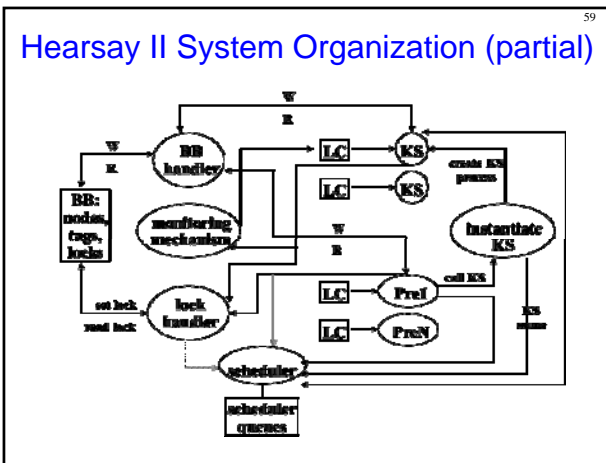 59
Hearsay II System Organization (partial)
W
R
W
R
BB
handler
LC
KS
create KS
process
LC
KS
BB:
nodes,
tags,
locks
monitoring
mechanism
W
R
instantiate
KS
call KS
LC
Pre1
set lock
read lock
lock
handler
KS
name
LC
PreN
scheduler
scheduler
queues